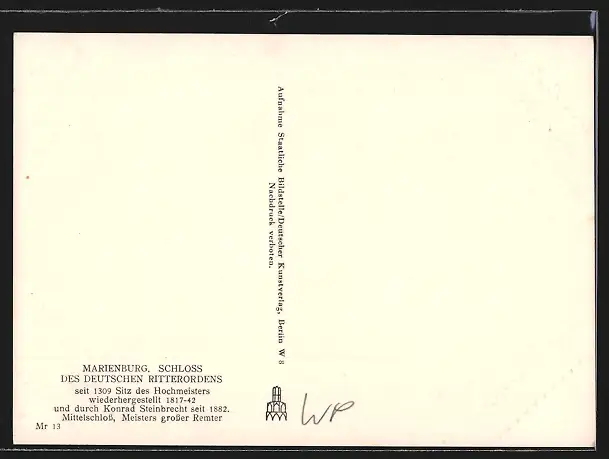 Aufnahme Staatliche Bildstelle/Deutscher Kunstverlag, Berlin W 8
Nachdruck verboten.
MARIENBURG, SCHLOSS
DES DEUTSCHEN RITTERORDENS
seit 1309 Sitz des Hochmeisters
wiederhergestellt 1817-42
und durch Konrad Steinbrecht seit 1882.
Mittelschloß, Meisters großer Remter
Mr 13
WP